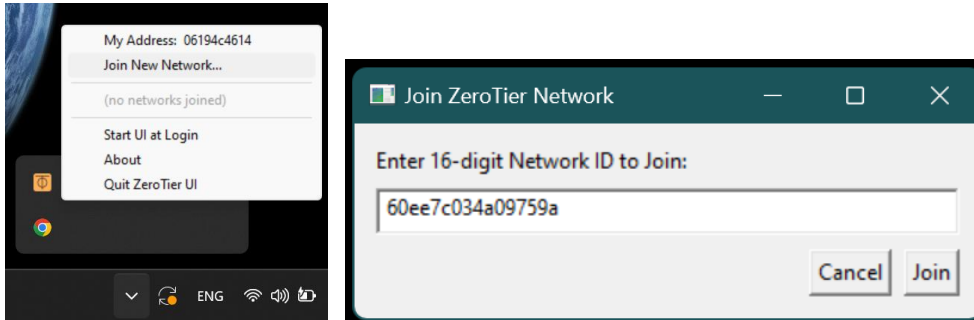 My Address: 06194c4614
Join New Network...
(no networks joined)
Start UI at Login
About
Quit ZeroTier UI
ENG
Join ZeroTier Network
Enter 16-digit Network ID to Join:
60ee7c034a09759a
Cancel
Join